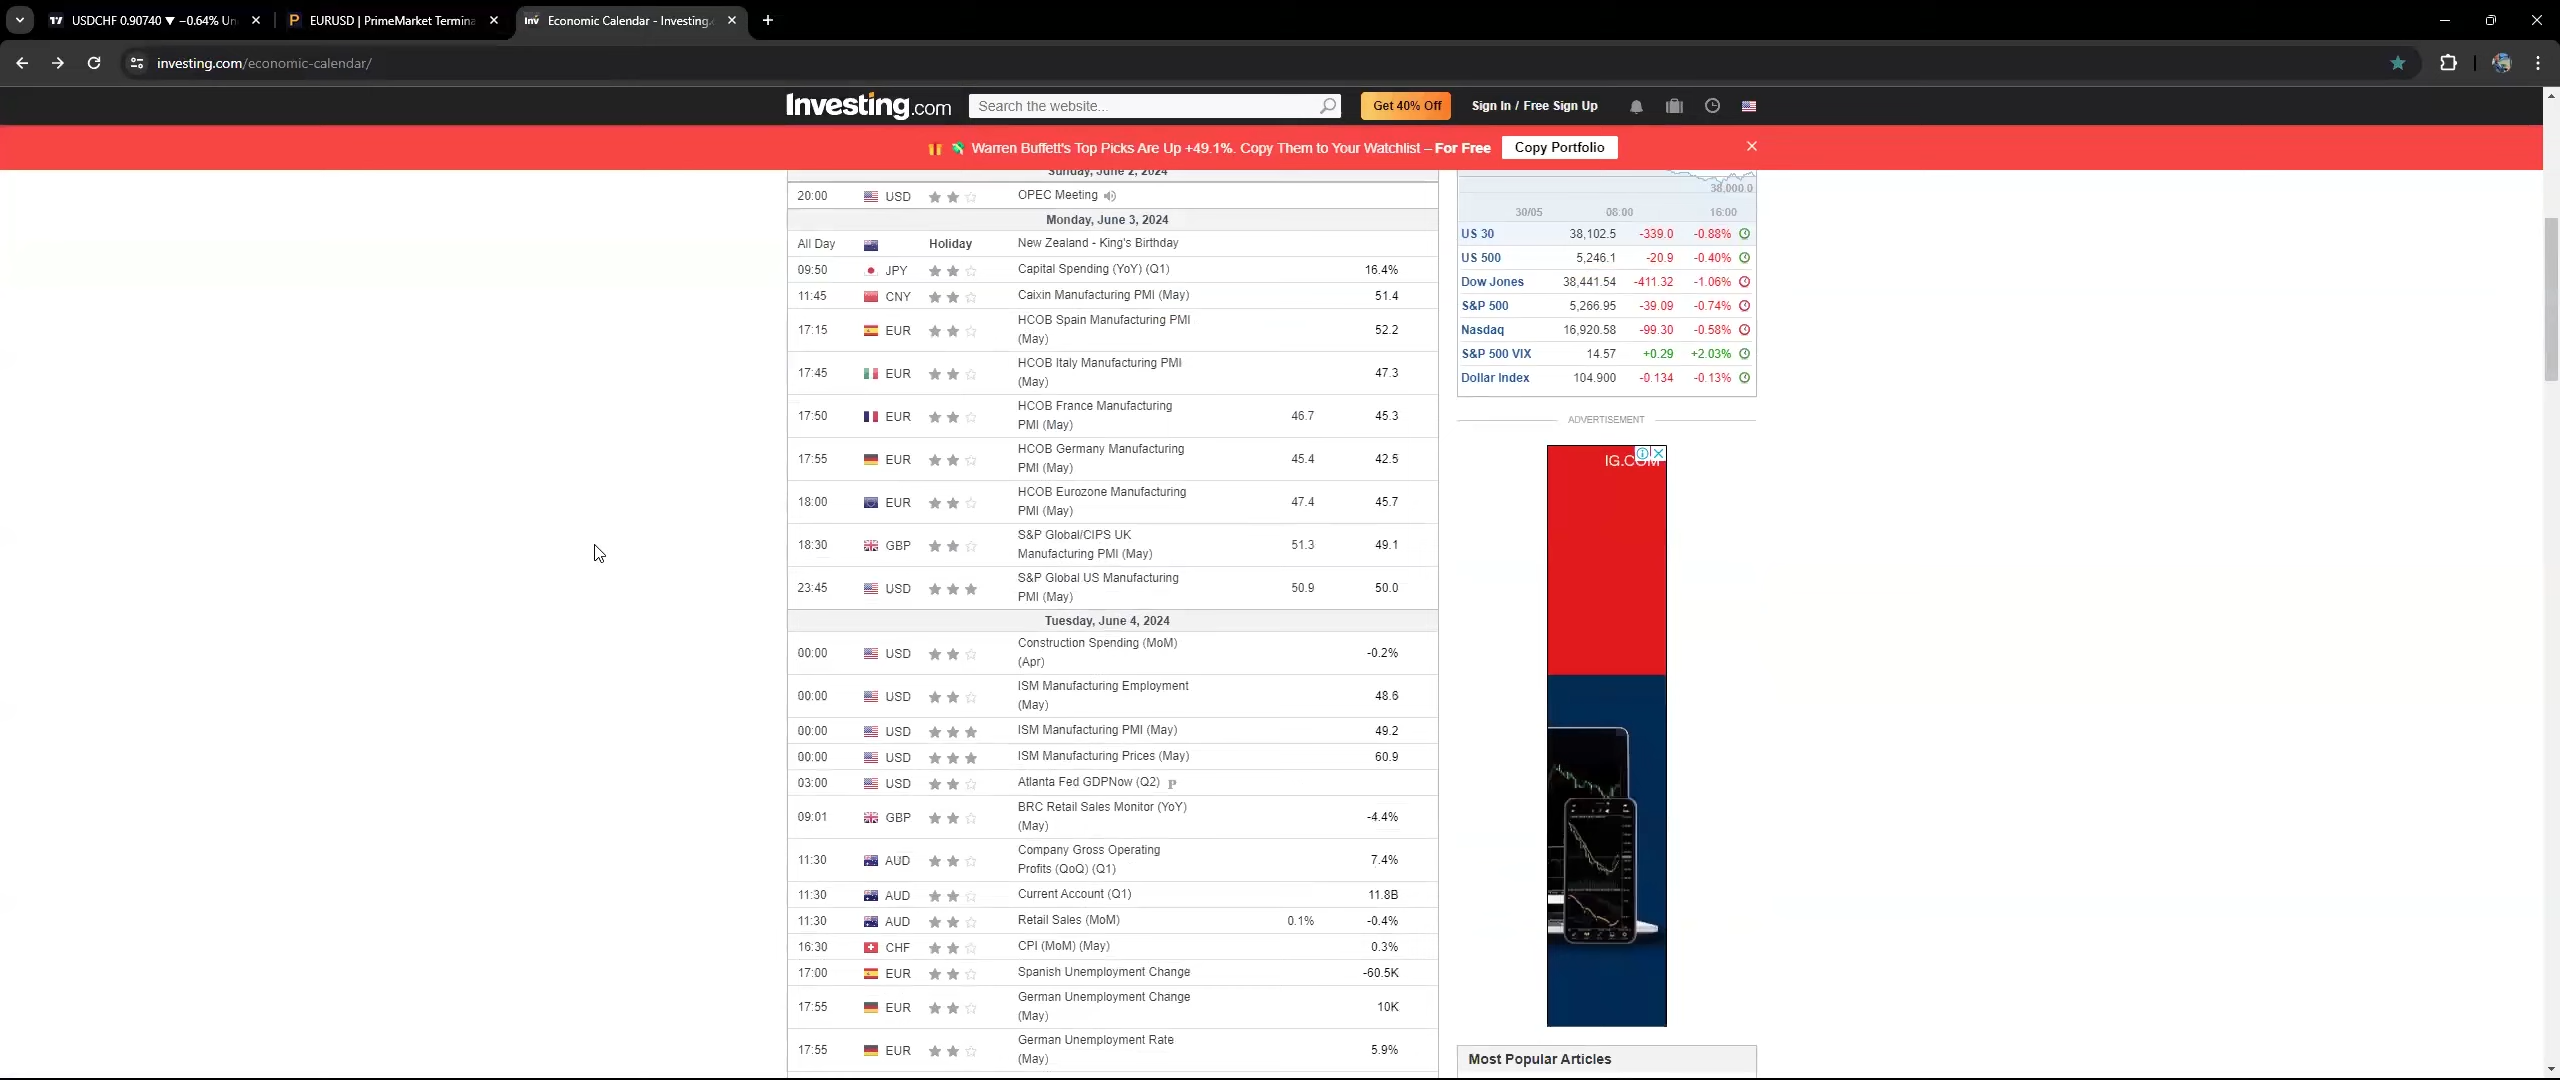 USDCHF 0.90740 ▼ −0.64% Un
EURUSD | PrimeMarket Termina
Economic Calendar - Investing.
investing.com/economic-calendar/
Investing.com
Search the website...
Get 40% Off
Sign In / Free Sign Up
Warren Buffett's Top Picks Are Up +49.1%. Copy Them to Your Watchlist – For Free
Copy Portfolio
Sunday, June 2, 2024
20:00 USD OPEC Meeting
Monday, June 3, 2024
All Day Holiday New Zealand - King's Birthday
09:50 JPY Capital Spending (YoY) (Q1) 16.4%
11:45 CNY Caixin Manufacturing PMI (May) 51.4
17:15 EUR HCOB Spain Manufacturing PMI 52.2
(May)
17:45 EUR HCOB Italy Manufacturing PMI 47.3
(May)
17:50 EUR HCOB France Manufacturing 46.7 45.3
PMI (May)
17:55 EUR HCOB Germany Manufacturing 45.4 42.5
PMI (May)
18:00 EUR HCOB Eurozone Manufacturing 47.4 45.7
PMI (May)
18:30 GBP S&P Global/CIPS UK 51.3 49.1
Manufacturing PMI (May)
23:45 USD S&P Global US Manufacturing 50.9 50.0
PMI (May)
Tuesday, June 4, 2024
00:00 USD Construction Spending (MoM) -0.2%
(Apr)
00:00 USD ISM Manufacturing Employment 48.6
(May)
00:00 USD ISM Manufacturing PMI (May) 49.2
00:00 USD ISM Manufacturing Prices (May) 60.9
03:00 USD Atlanta Fed GDPNow (Q2) P
09:01 GBP BRC Retail Sales Monitor (YoY) -4.4%
(May)
11:30 AUD Company Gross Operating 7.4%
Profits (QoQ) (Q1)
11:30 AUD Current Account (Q1) 11.8B
11:30 AUD Retail Sales (MoM) 0.1% -0.4%
16:30 CHF CPI (MoM) (May) 0.3%
17:00 EUR Spanish Unemployment Change -60.5K
17:55 EUR German Unemployment Change 10K
(May)
17:55 EUR German Unemployment Rate 5.9%
(May)
38,000.0
30/05 08:00 16:00
US 30 38,102.5 -339.0 -0.88%
US 500 5,246.1 -20.9 -0.40%
Dow Jones 38,441.54 -411.32 -1.06%
S&P 500 5,266.95 -39.09 -0.74%
Nasdaq 16,920.58 -99.30 -0.58%
S&P 500 VIX 14.57 +0.29 +2.03%
Dollar Index 104.900 -0.134 -0.13%
ADVERTISEMENT
IG.COM
Most Popular Articles